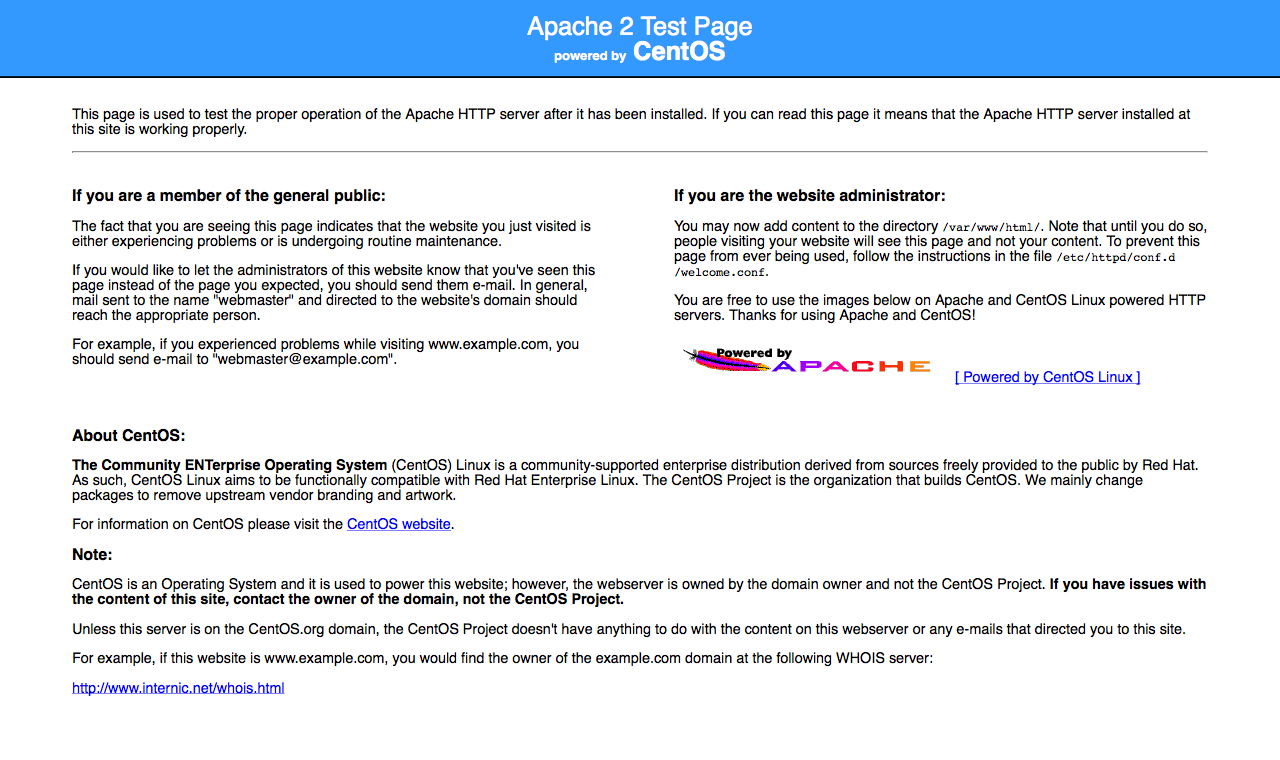 Apache 2 Test Page
powered by CentOS
This page is used to test the proper operation of the Apache HTTP server after it has been installed. If you can read this page it means that the Apache HTTP server installed at
this site is working properly.
If you are a member of the general public:
The fact that you are seeing this page indicates that the website you just visited is
either experiencing problems or is undergoing routine maintenance.
If you would like to let the administrators of this website know that you've seen this
page instead of the page you expected, you should send them e-mail. In general,
mail sent to the name "webmaster" and directed to the website's domain should
reach the appropriate person.
For example, if you experienced problems while visiting www.example.com, you
should send e-mail to "webmaster@example.com".
If you are the website administrator:
You may now add content to the directory /var/www/html/. Note that until you do so,
people visiting your website will see this page and not your content. To prevent this
page from ever being used, follow the instructions in the file /etc/httpd/conf.d
/welcome.conf.
You are free to use the images below on Apache and CentOS Linux powered HTTP
servers. Thanks for using Apache and CentOS!
Powered by
APACHE
[ Powered by CentOS Linux ]
About CentOS:
The Community ENTerprise Operating System (CentOS) Linux is a community-supported enterprise distribution derived from sources freely provided to the public by Red Hat.
As such, CentOS Linux aims to be functionally compatible with Red Hat Enterprise Linux. The CentOS Project is the organization that builds CentOS. We mainly change
packages to remove upstream vendor branding and artwork.
For information on CentOS please visit the CentOS website.
Note:
CentOS is an Operating System and it is used to power this website; however, the webserver is owned by the domain owner and not the CentOS Project. If you have issues with
the content of this site, contact the owner of the domain, not the CentOS Project.
Unless this server is on the CentOS.org domain, the CentOS Project doesn't have anything to do with the content on this webserver or any e-mails that directed you to this site.
For example, if this website is www.example.com, you would find the owner of the example.com domain at the following WHOIS server:
http://www.internic.net/whois.html